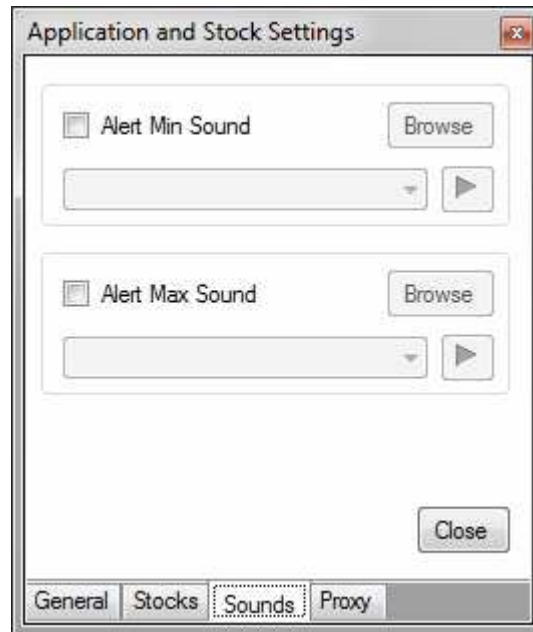 Application and Stock Settings
Alert Min Sound Browse
Alert Max Sound Browse
Close
General Stocks Sounds Proxy